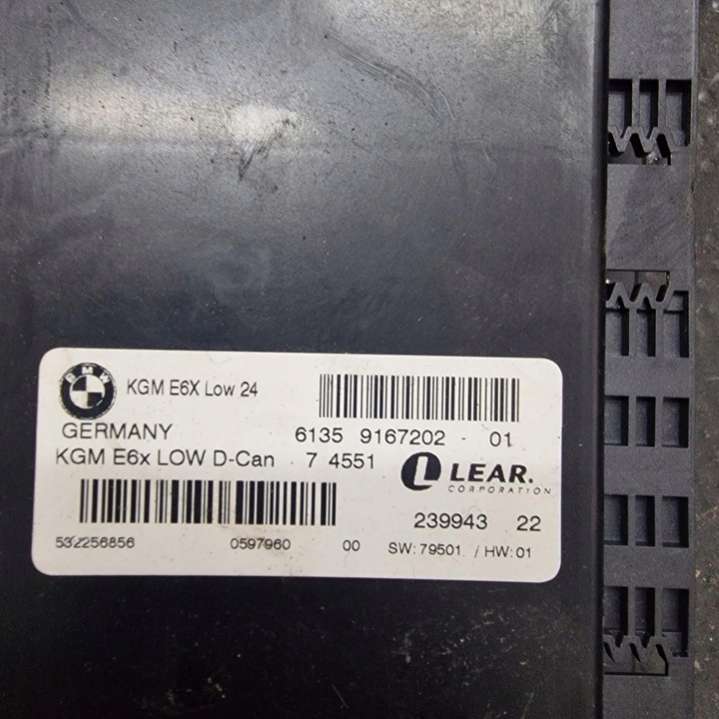 BMW
KGM E6X Low 24
GERMANY 6135 9167202 - 01
KGM E6x LOW D-Can 7 4551
LEAR.
CORPORATION
239943 22
532256856 0597960 00 SW: 79501 / HW: 01